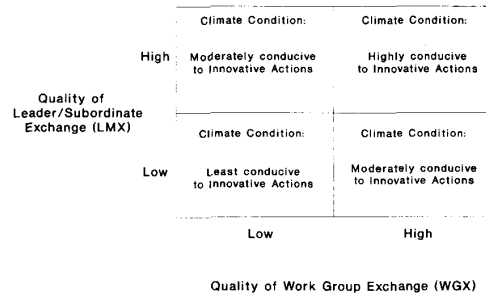 Climate Condition:
Moderately conducive
to Innovative Actions
Climate Condition:
Highly conducive
to Innovative Actions
High
Quality of
Leader/Subordinate
Exchange (LMX)
Climate Condition:
Least conducive
to Innovative Actions
Climate Condition:
Moderately conducive
to Innovative Actions
Low
Low
High
Quality of Work Group Exchange (WGX)